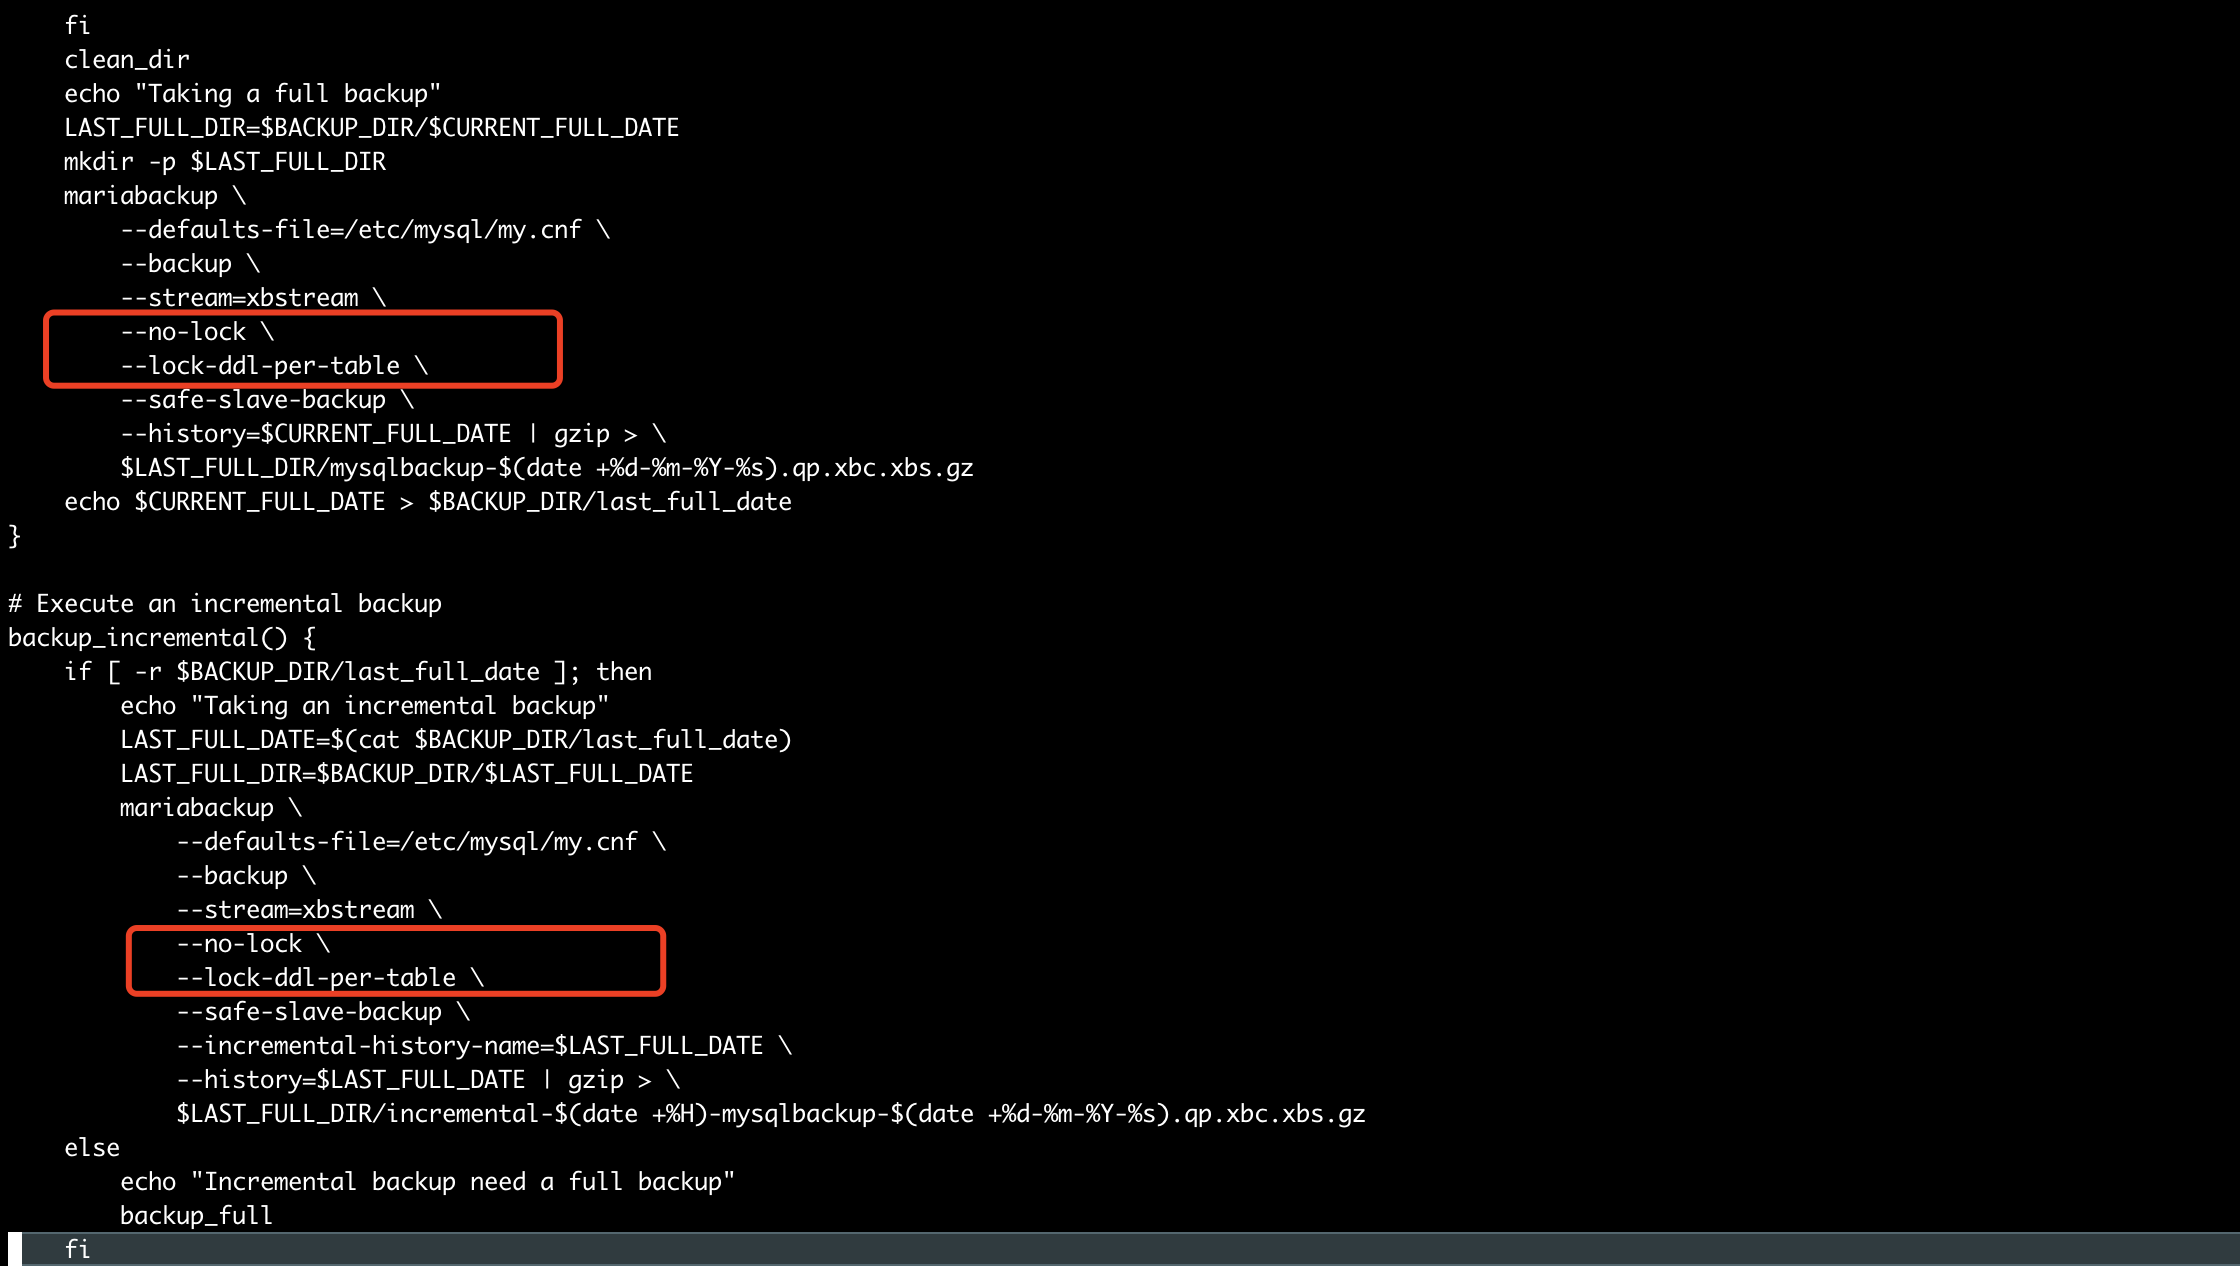 fi
clean_dir
echo "Taking a full backup"
LAST_FULL_DIR=$BACKUP_DIR/$CURRENT_FULL_DATE
mkdir -p $LAST_FULL_DIR
mariabackup \
--defaults-file=/etc/mysql/my.cnf \
--backup \
--stream=xbstream \
--no-lock \
--lock-ddl-per-table \
--safe-slave-backup \
--history=$CURRENT_FULL_DATE | gzip > \
$LAST_FULL_DIR/mysqlbackup-$(date +%d-%m-%Y-%s).qp.xbc.xbs.gz
echo $CURRENT_FULL_DATE > $BACKUP_DIR/last_full_date
}
# Execute an incremental backup
backup_incremental() {
if [ -r $BACKUP_DIR/last_full_date ]; then
echo "Taking an incremental backup"
LAST_FULL_DATE=$(cat $BACKUP_DIR/last_full_date)
LAST_FULL_DIR=$BACKUP_DIR/$LAST_FULL_DATE
mariabackup \
--defaults-file=/etc/mysql/my.cnf \
--backup \
--stream=xbstream \
--no-lock \
--lock-ddl-per-table \
--safe-slave-backup \
--incremental-history-name=$LAST_FULL_DATE \
--history=$LAST_FULL_DATE | gzip > \
$LAST_FULL_DIR/incremental-$(date +%H)-mysqlbackup-$(date +%d-%m-%Y-%s).qp.xbc.xbs.gz
else
echo "Incremental backup need a full backup"
backup_full
fi